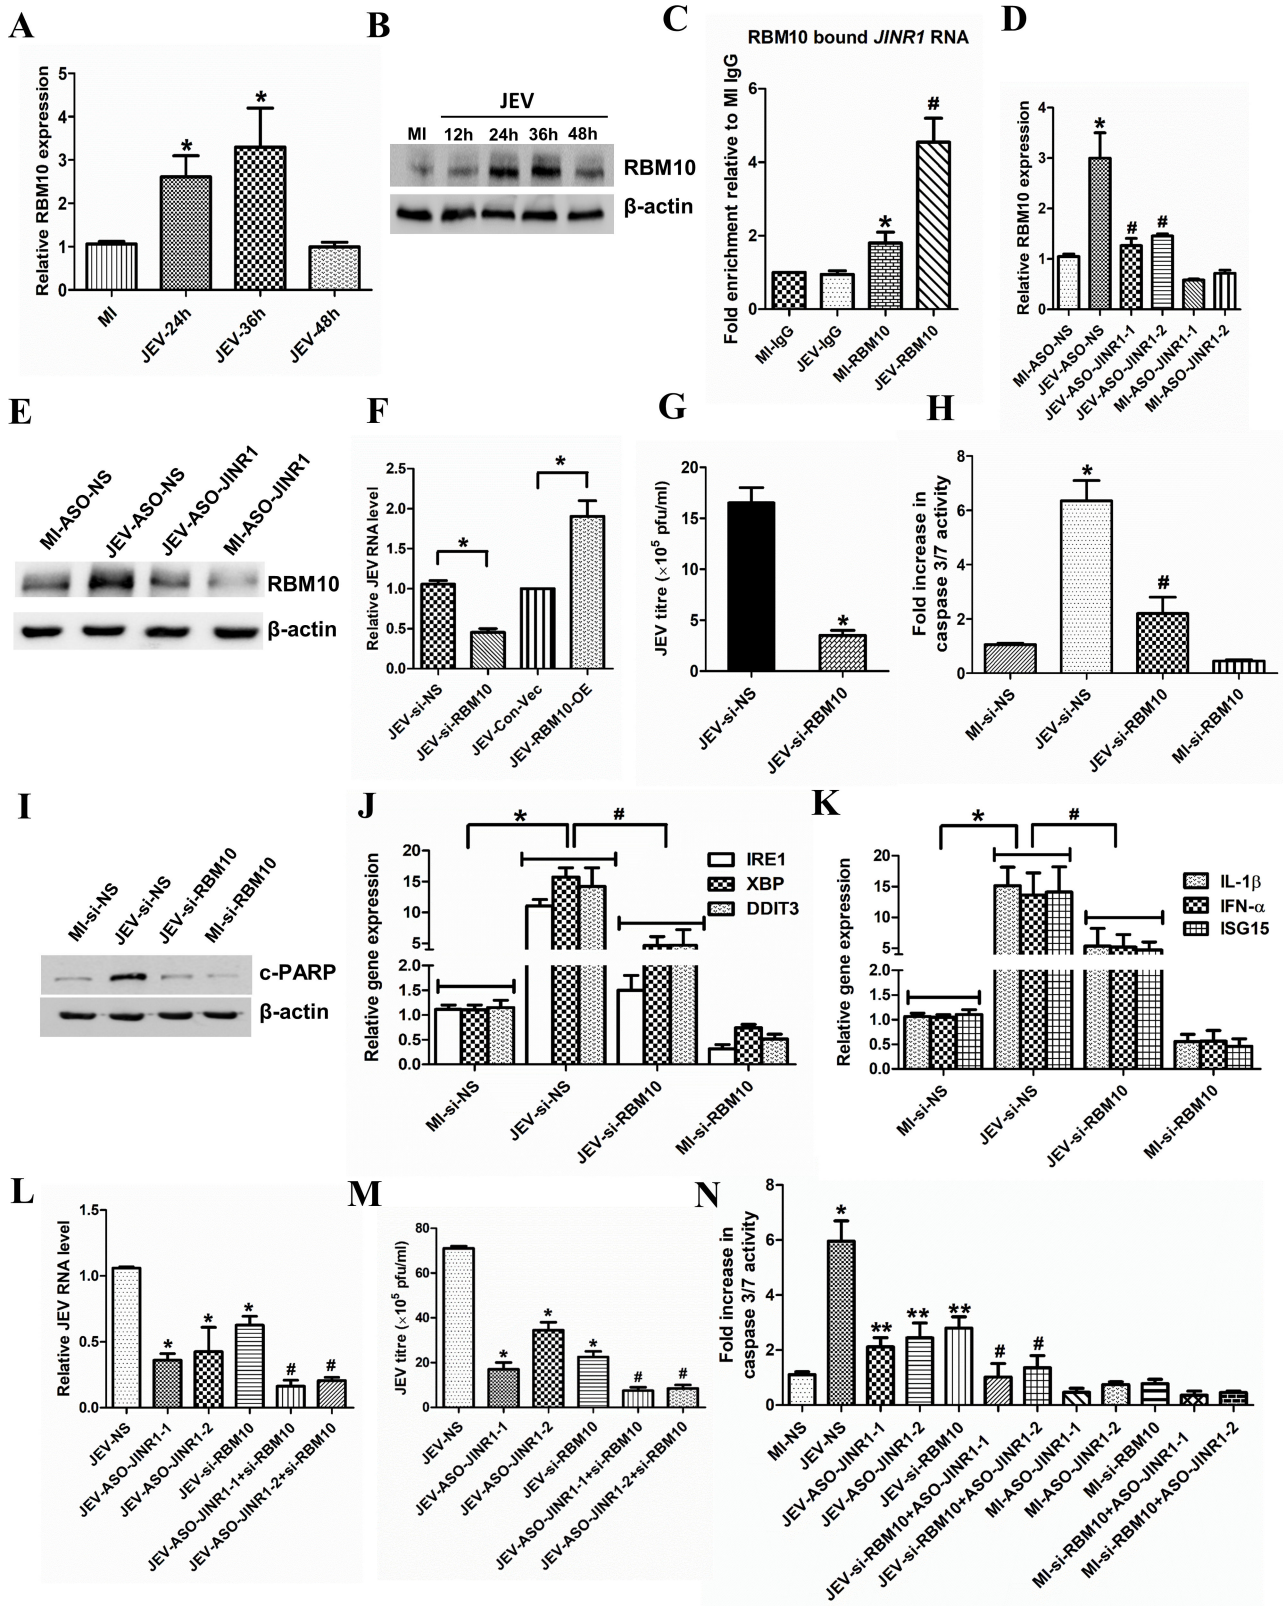 A
Relative RBM10 expression
5
4
3
2
1
0
*
*
MI
JEV-24h
JEV-36h
JEV-48h
B
JEV
MI 12h 24h 36h 48h
RBM10
β-actin
C
RBM10 bound JINR1 RNA
Fold enrichment relative to MI IgG
6
4
2
0
*
#
MI-IgG
JEV-IgG
MI-RBM10
JEV-RBM10
D
Relative RBM10 expression
4
3
2
1
0
*
#
#
MI-ASO-NS
JEV-ASO-NS
JEV-ASO-JINR1-1
JEV-ASO-JINR1-2
MI-ASO-JINR1-1
MI-ASO-JINR1-2
E
MI-ASO-NS
JEV-ASO-NS
JEV-ASO-JINR1
MI-ASO-JINR1
RBM10
β-actin
F
Relative JEV RNA level
2.5
2.0
1.5
1.0
0.5
0.0
*
*
JEV-si-NS
JEV-si-RBM10
JEV-Con-Vec
JEV-RBM10-OE
G
JEV titre (×10⁵ pfu/ml)
20
15
10
5
0
*
JEV-si-NS
JEV-si-RBM10
H
Fold increase in
caspase 3/7 activity
8
6
4
2
0
*
#
MI-si-NS
JEV-si-NS
JEV-si-RBM10
MI-si-RBM10
I
MI-si-NS
JEV-si-NS
JEV-si-RBM10
MI-si-RBM10
c-PARP
β-actin
J
Relative gene expression
20
15
10
5
2.0
1.5
1.0
0.5
0.0
*
#
IRE1
XBP
DDIT3
MI-si-NS
JEV-si-NS
JEV-si-RBM10
MI-si-RBM10
K
Relative gene expression
20
15
10
5
2.0
1.5
1.0
0.5
0.0
*
#
IL-1β
IFN-α
ISG15
MI-si-NS
JEV-si-NS
JEV-si-RBM10
MI-si-RBM10
L
Relative JEV RNA level
1.5
1.0
0.5
0.0
*
*
*
#
#
JEV-NS
JEV-ASO-JINR1-1
JEV-ASO-JINR1-2
JEV-si-RBM10
JEV-ASO-JINR1-1+si-RBM10
JEV-ASO-JINR1-2+si-RBM10
M
JEV titre (×10⁵ pfu/ml)
80
60
40
20
0
*
*
*
#
#
JEV-NS
JEV-ASO-JINR1-1
JEV-ASO-JINR1-2
JEV-si-RBM10
JEV-ASO-JINR1-1+si-RBM10
JEV-ASO-JINR1-2+si-RBM10
N
Fold increase in
caspase 3/7 activity
8
6
4
2
0
*
**
**
**
#
#
MI-NS
JEV-NS
JEV-ASO-JINR1-1
JEV-ASO-JINR1-2
JEV-si-RBM10
JEV-si-RBM10+ASO-JINR1-1
JEV-si-RBM10+ASO-JINR1-2
MI-ASO-JINR1-1
MI-ASO-JINR1-2
MI-si-RBM10
MI-si-RBM10+ASO-JINR1-1
MI-si-RBM10+ASO-JINR1-2